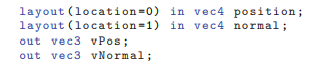 layout(location=0) in vec4 position;
layout(location=1) in vec4 normal;
out vec3 vPos;
out vec3 vNormal;